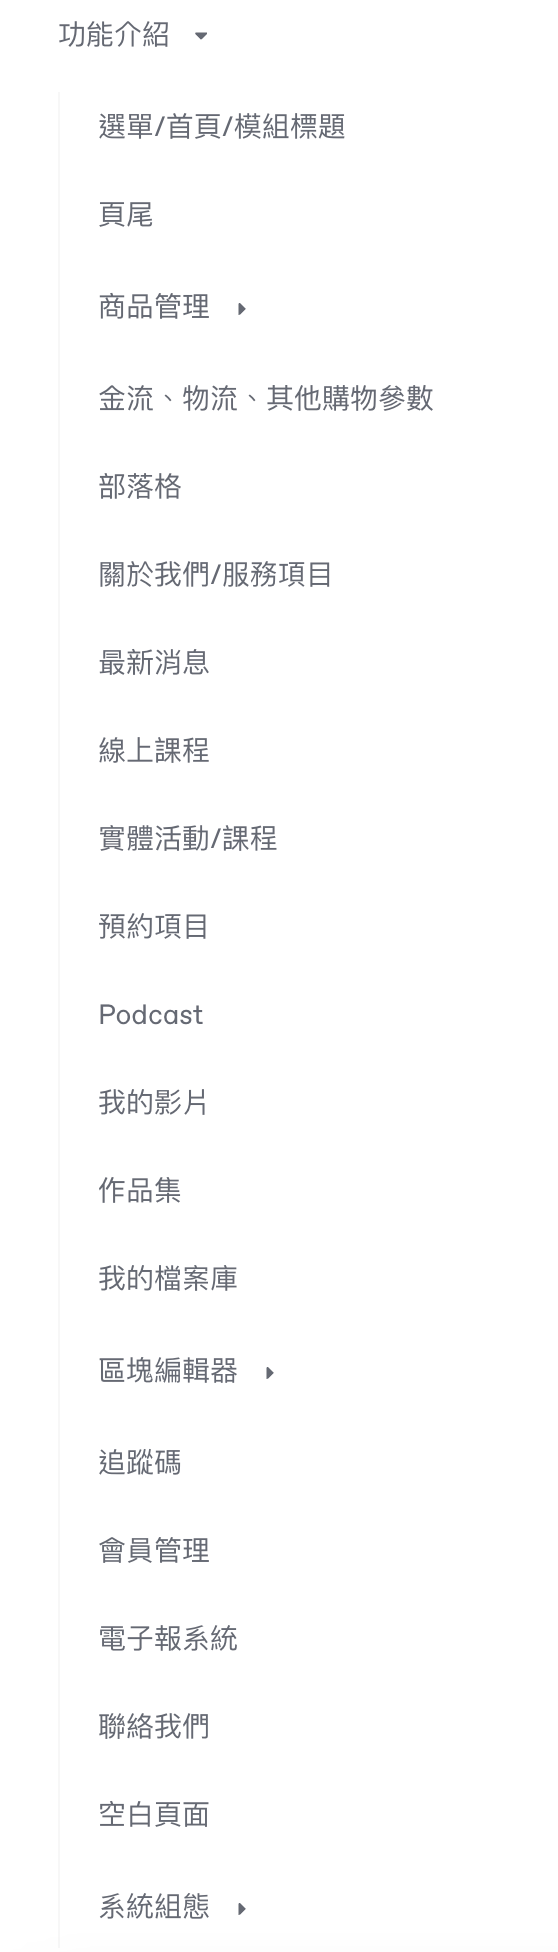 功能介紹
選單/首頁/模組標題
頁尾
商品管理
金流、物流、其他購物參數
部落格
關於我們/服務項目
最新消息
線上課程
實體活動/課程
預約項目
Podcast
我的影片
作品集
我的檔案庫
區塊編輯器
追蹤碼
會員管理
電子報系統
聯絡我們
空白頁面
系統組態